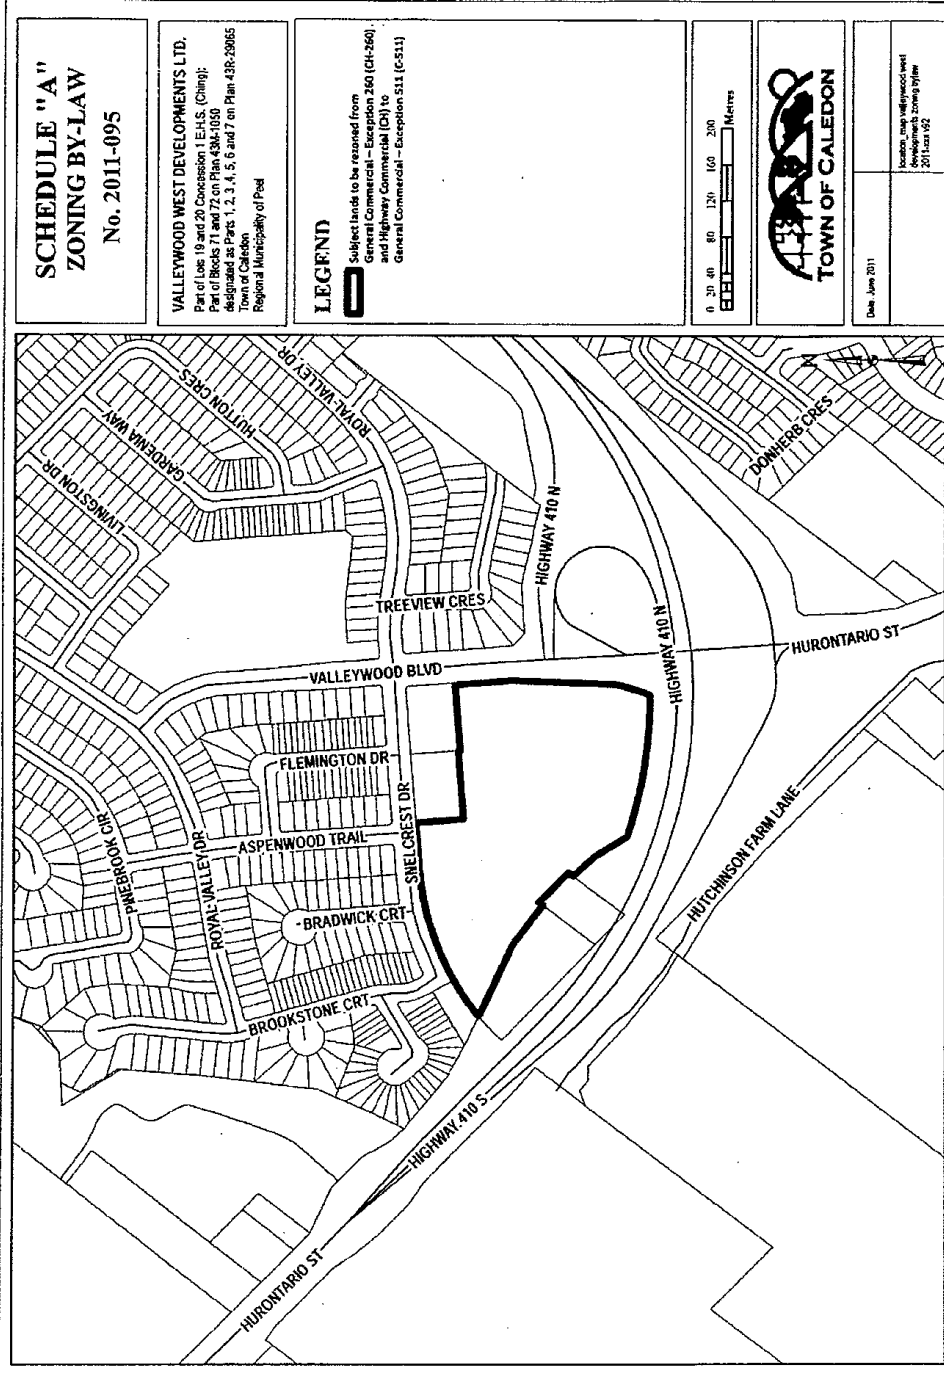 SCHEDULE "A"
ZONING BY-LAW
No. 2011-095
VALLEYWOOD WEST DEVELOPMENTS LTD.
Part of Lots 19 and 20 Concession 1 E.H.S. (Ching);
Part of Blocks 71 and 72 on Plan 43M-1050
designated as Parts 1, 2, 3, 4, 5, 6 and 7 on Plan 43R-29065
Town of Caledon
Regional Municipality of Peel
LEGEND
Subject lands to be rezoned from
General Commercial – Exception 260 (CH-260),
and Highway Commercial (CH) to
General Commercial – Exception 511 (C-511)
0 20 40 80 120 160 200
Metres
TOWN OF CALEDON
Date: June 2011
location_map valleywood west
developments zoning bylaw
LIVINGSTON DR
GARDENIA WAY
HUTTON CRES
ROYAL VALLEY DR
PINEBROOK CIR
ROYAL VALLEY DR
VALLEYWOOD BLVD
TREEVIEW CRES
FLEMINGTON DR
ASPENWOOD TRAIL
SNELCREST DR
BRADWICK CRT
BROOKSTONE CRT
HIGHWAY 410 N
HIGHWAY 410 N
HIGHWAY 410 S
DONHERB CRES
HURONTARIO ST
HUTCHINSON FARM LANE
HURONTARIO ST
N